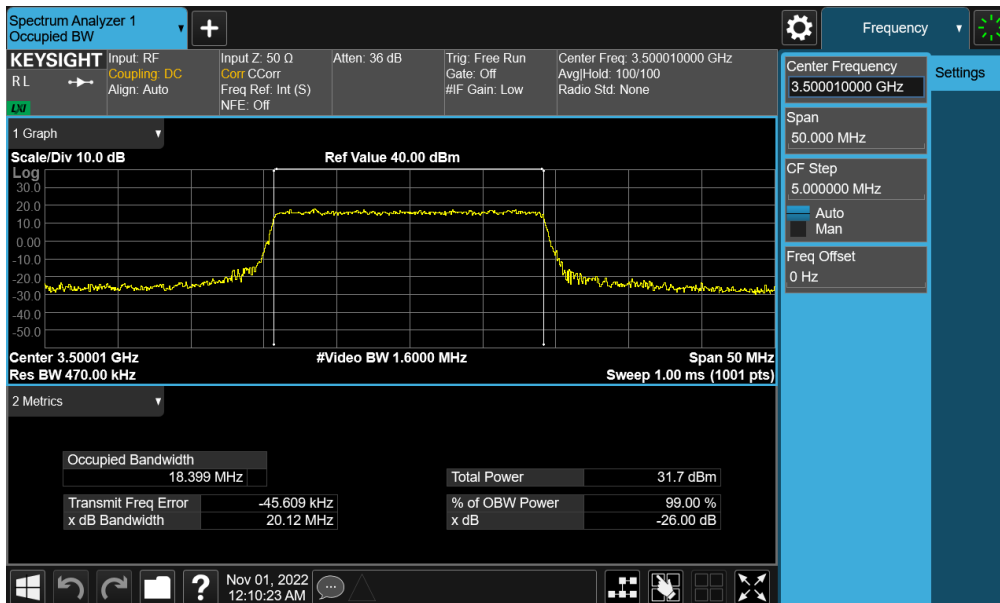 Spectrum Analyzer 1
Occupied BW
Frequency
KEYSIGHT
R L
LXI
Input: RF
Coupling: DC
Align: Auto
Input Z: 50 Ω
Corr CCorr
Freq Ref: Int (S)
NFE: Off
Atten: 36 dB
Trig: Free Run
Gate: Off
#IF Gain: Low
Center Freq: 3.500010000 GHz
Avg|Hold: 100/100
Radio Std: None
Center Frequency
3.500010000 GHz
Settings
Span
50.000 MHz
CF Step
5.000000 MHz
Auto
Man
Freq Offset
0 Hz
1 Graph
Scale/Div 10.0 dB
Ref Value 40.00 dBm
Log
30.0
20.0
10.0
0.00
-10.0
-20.0
-30.0
-40.0
-50.0
Center 3.50001 GHz
#Video BW 1.6000 MHz
Span 50 MHz
Res BW 470.00 kHz
Sweep 1.00 ms (1001 pts)
2 Metrics
Occupied Bandwidth
18.399 MHz
Total Power 31.7 dBm
Transmit Freq Error -45.609 kHz
% of OBW Power 99.00 %
x dB Bandwidth 20.12 MHz
x dB -26.00 dB
Nov 01, 2022
12:10:23 AM